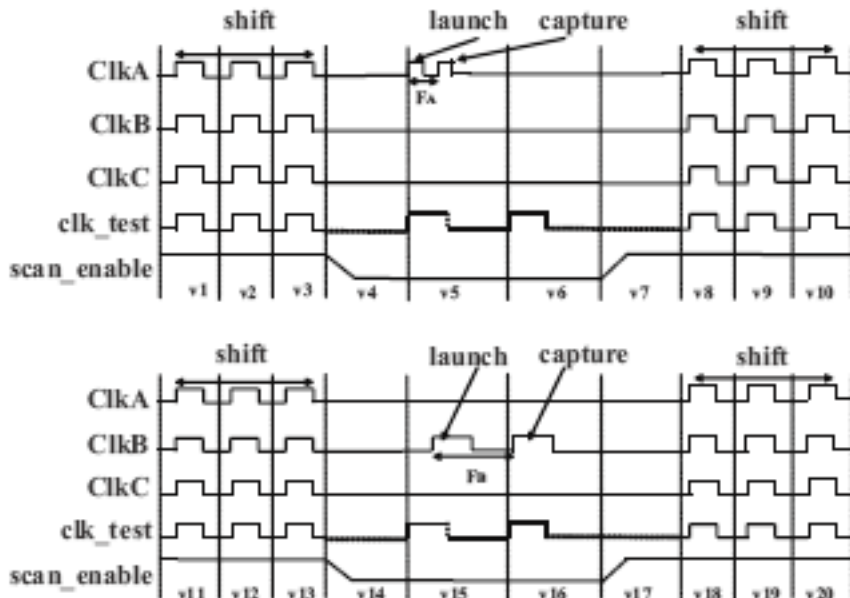 launch capture
shift shift
ClkA
FA
ClkB
ClkC
clk_test
scan_enable
v1 v2 v3 v4 v5 v6 v7 v8 v9 v10
launch capture
shift shift
ClkA
ClkB
FB
ClkC
clk_test
scan_enable
v11 v12 v13 v14 v15 v16 v17 v18 v19 v20